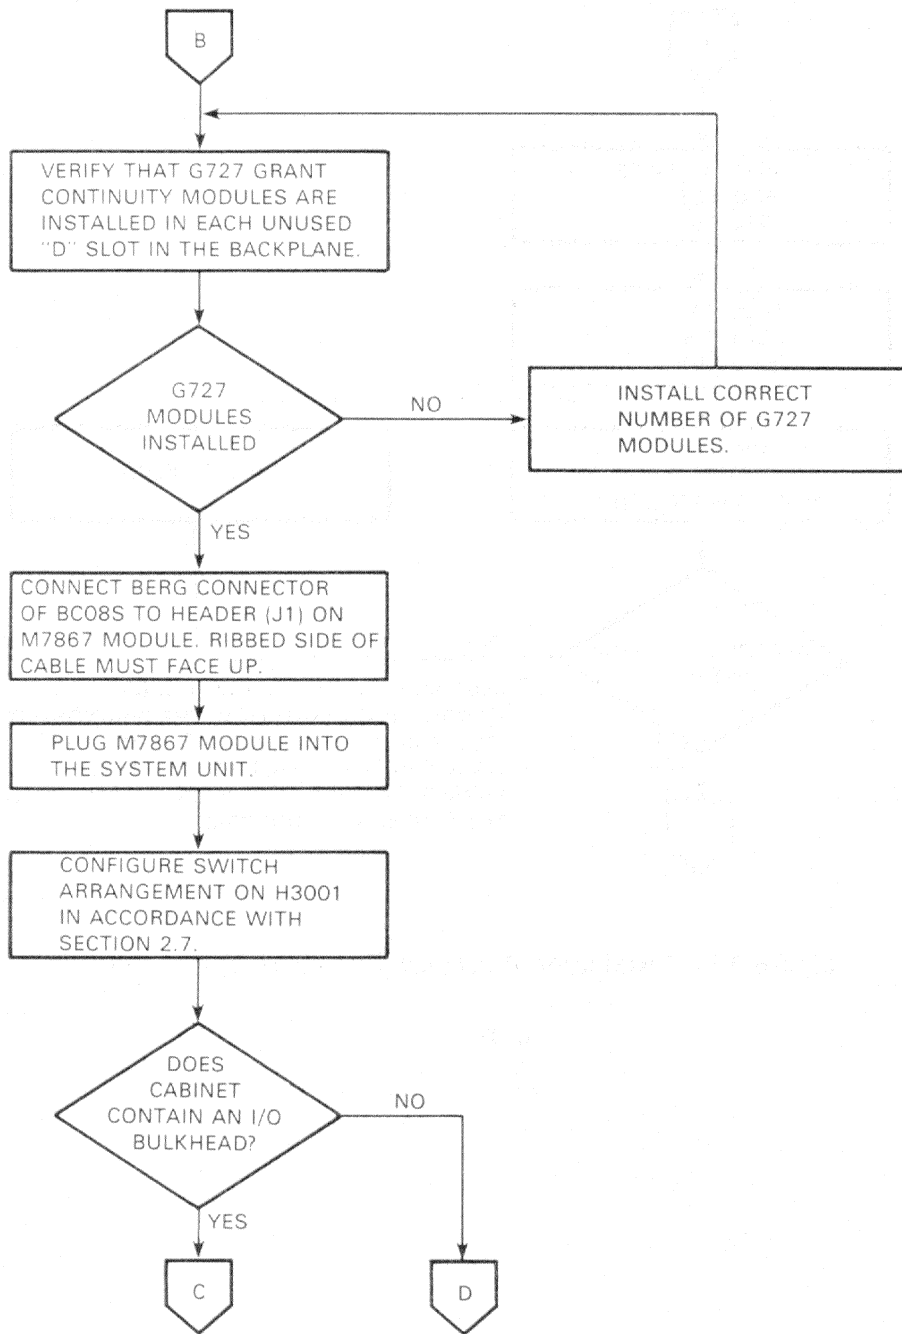 B
VERIFY THAT G727 GRANT
CONTINUITY MODULES ARE
INSTALLED IN EACH UNUSED
"D" SLOT IN THE BACKPLANE.
G727
MODULES
INSTALLED
NO
INSTALL CORRECT
NUMBER OF G727
MODULES.
YES
CONNECT BERG CONNECTOR
OF BC08S TO HEADER (J1) ON
M7867 MODULE. RIBBED SIDE OF
CABLE MUST FACE UP.
PLUG M7867 MODULE INTO
THE SYSTEM UNIT.
CONFIGURE SWITCH
ARRANGEMENT ON H3001
IN ACCORDANCE WITH
SECTION 2.7.
DOES
CABINET
CONTAIN AN I/O
BULKHEAD?
NO
YES
C
D